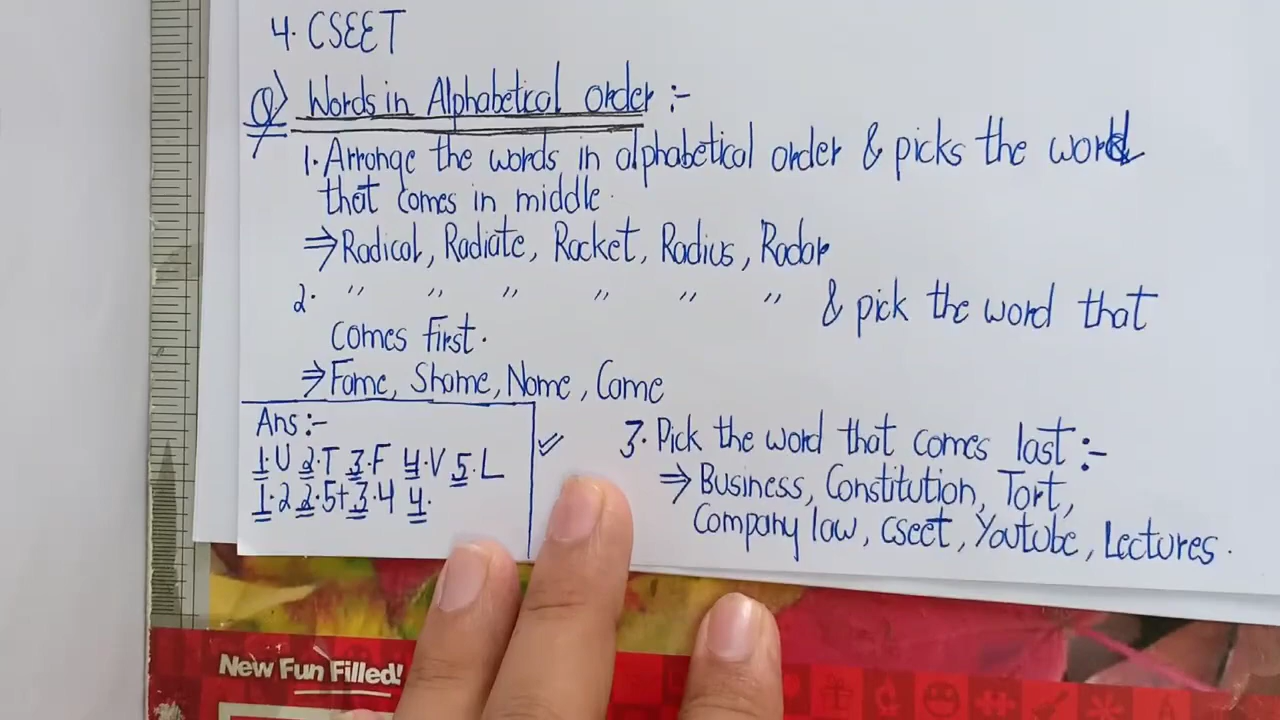 4. CSEET
Q) Words in Alphabetical order :-
1. Arrange the words in alphabetical order & picks the word
that comes in middle.
⇒ Radical, Radiate, Racket, Radius, Radar
2. " " " " " " & pick the word that
comes first.
⇒ Fame, Shame, Name, Came
Ans :-
1. U 2. T 3. F 4. V 5. L
1. 2 2. 5+ 3. 4 4.
3. Pick the word that comes last :-
⇒ Business, Constitution, Tort,
Company law, cseet, Youtube, Lectures.
New Fun Filled!